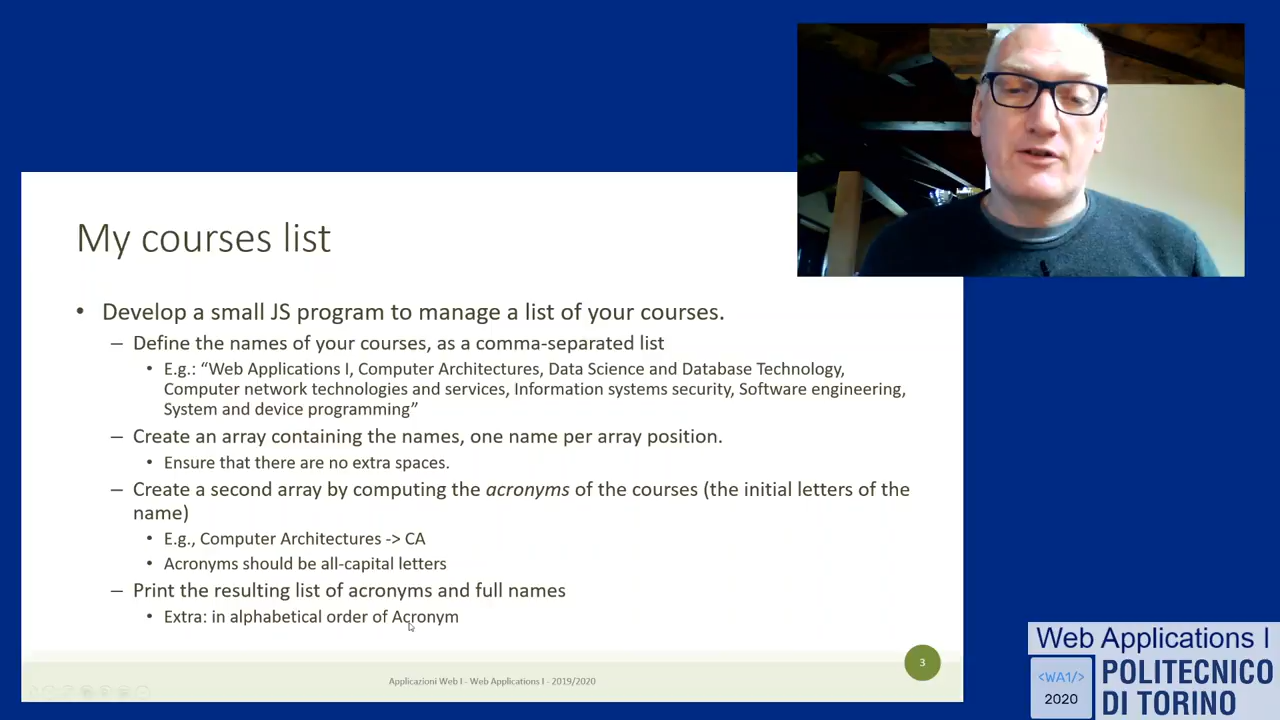 My courses list
• Develop a small JS program to manage a list of your courses.
– Define the names of your courses, as a comma-separated list
• E.g.: “Web Applications I, Computer Architectures, Data Science and Database Technology,
Computer network technologies and services, Information systems security, Software engineering,
System and device programming”
– Create an array containing the names, one name per array position.
• Ensure that there are no extra spaces.
– Create a second array by computing the acronyms of the courses (the initial letters of the
name)
• E.g., Computer Architectures -> CA
• Acronyms should be all-capital letters
– Print the resulting list of acronyms and full names
• Extra: in alphabetical order of Acronym
3
Applicazioni Web I - Web Applications I - 2019/2020
Web Applications I
<WA1/>
2020
POLITECNICO
DI TORINO